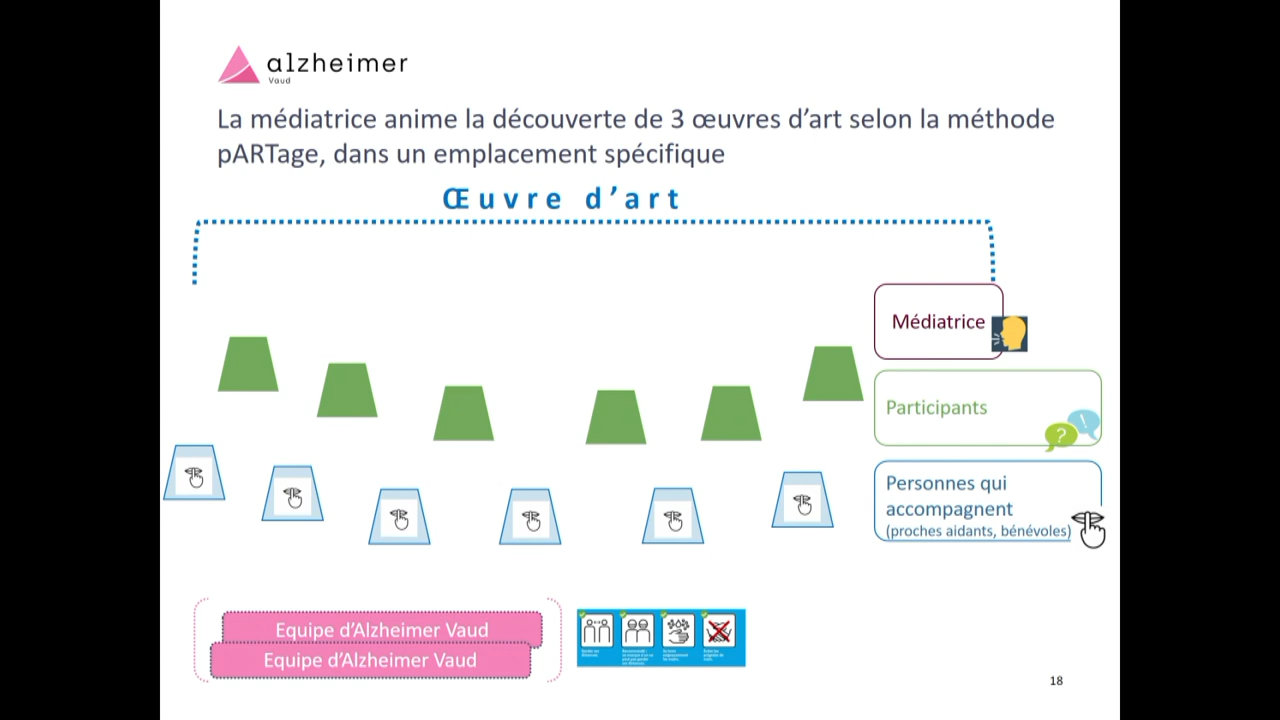 alzheimer
Vaud
La médiatrice anime la découverte de 3 œuvres d’art selon la méthode
pARTage, dans un emplacement spécifique
Œuvre d’art
Médiatrice
Participants
?
!
Personnes qui
accompagnent
(proches aidants, bénévoles)
Equipe d’Alzheimer Vaud
Equipe d’Alzheimer Vaud
18